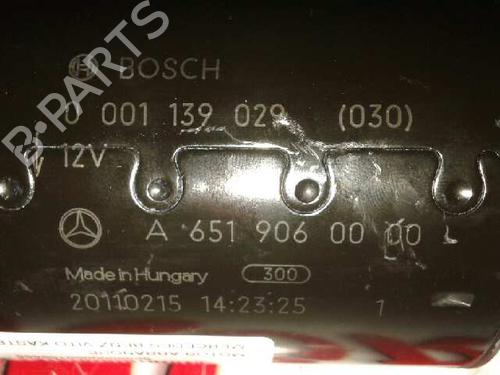 B-PARTS
BOSCH
0 001 139 029 (030)
12V
A 651 906 00 00
Made in Hungary 300
20110215 14:23:25 1